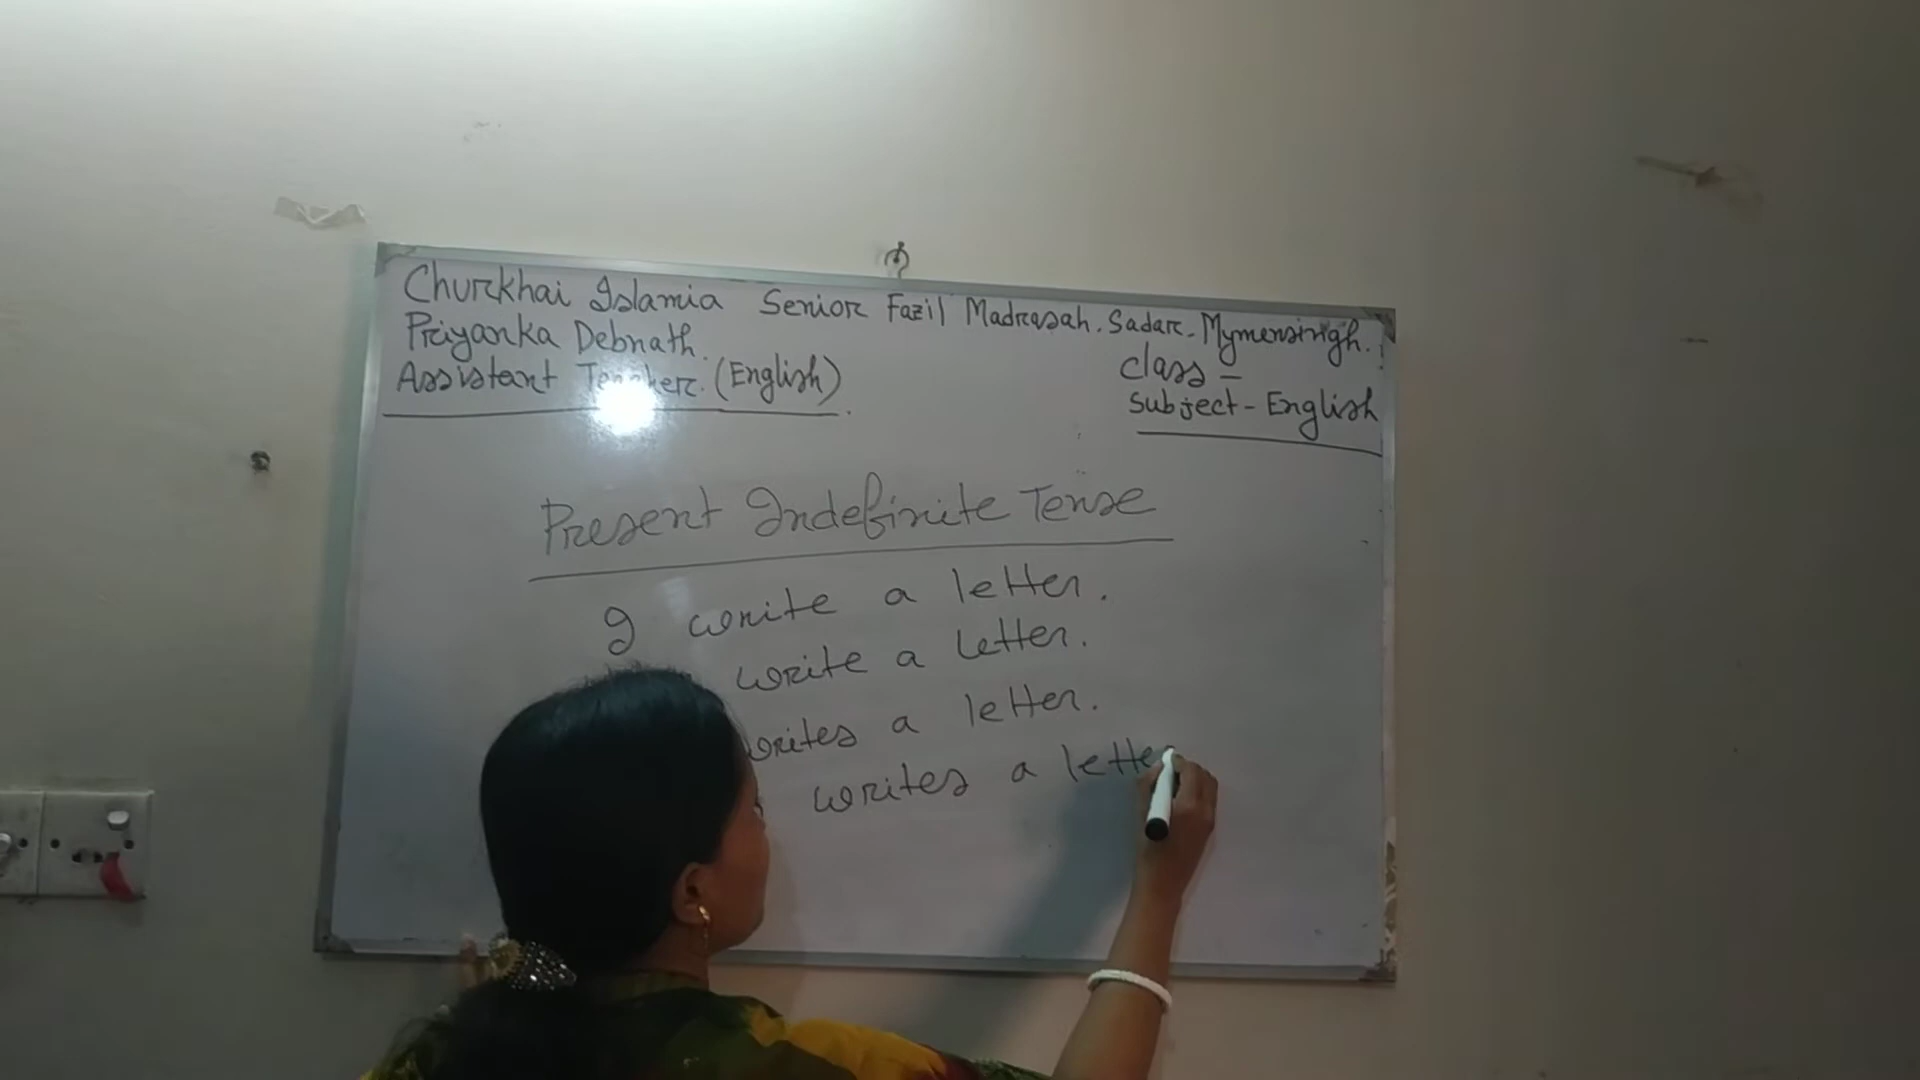 Churkhai Islamia Senior Fazil Madrasah. Sadar- Mymensingh.
Priyanka Debnath.
Assistant Teacher. (English)
Class -
Subject - English
Present Indefinite Tense
I write a letter.
write a letter.
writes a letter.
writes a lette